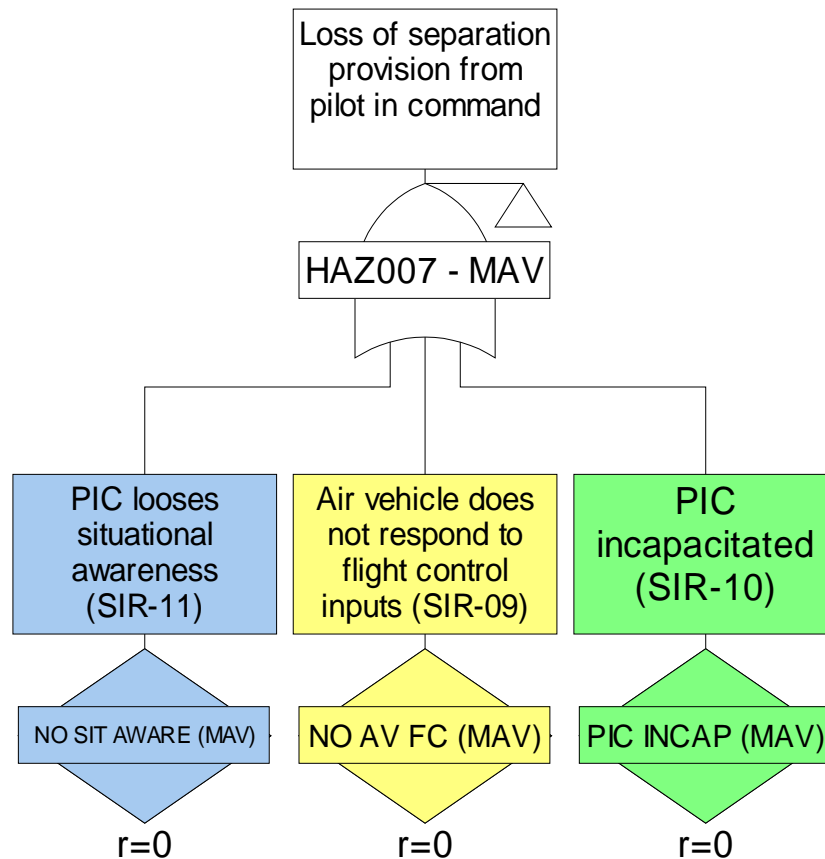 Loss of separation
provision from
pilot in command
HAZ007 - MAV
PIC looses
situational
awareness
(SIR-11)
Air vehicle does
not respond to
flight control
inputs (SIR-09)
PIC
incapacitated
(SIR-10)
NO SIT AWARE (MAV)
NO AV FC (MAV)
PIC INCAP (MAV)
r=0
r=0
r=0